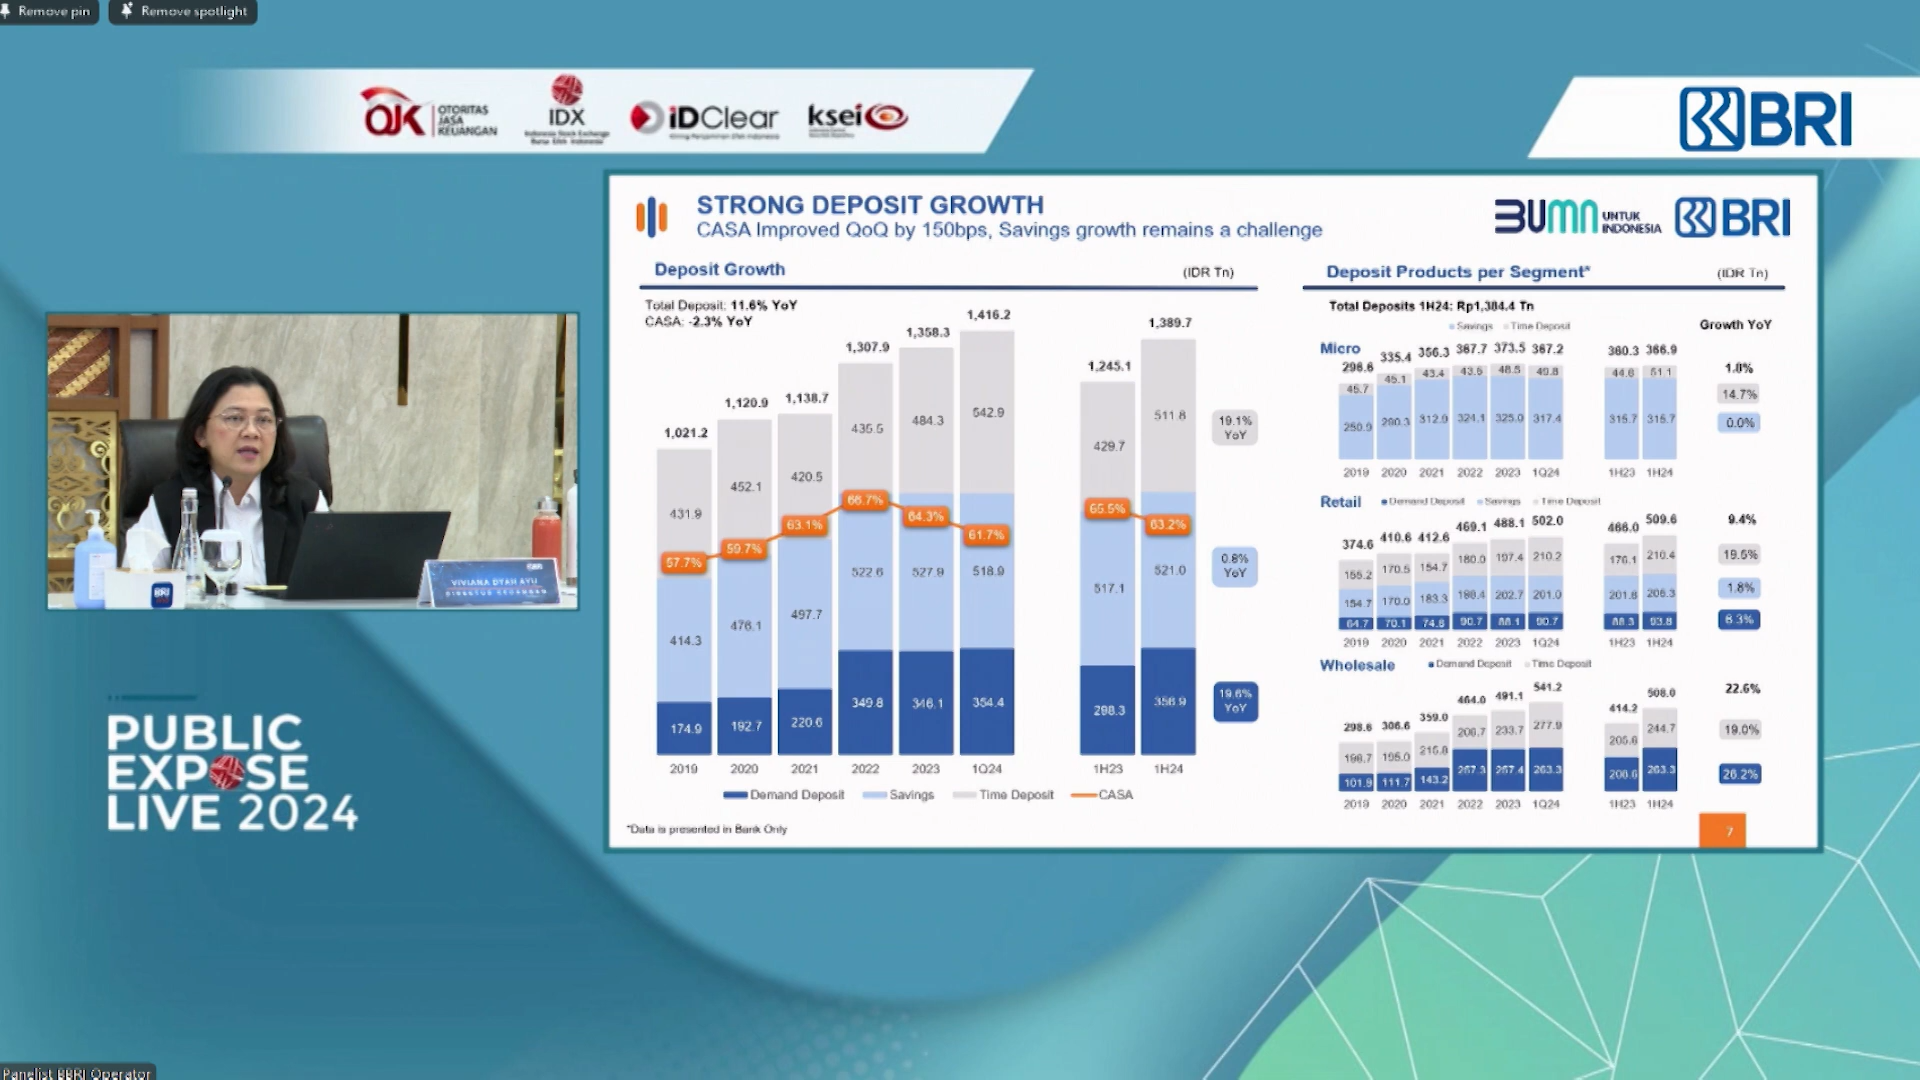 Remove pin
Remove spotlight
OJK
OTORITAS
JASA
KEUANGAN
IDX
Indonesia Stock Exchange
Bursa Efek Indonesia
iDClear
ksei
BRI
STRONG DEPOSIT GROWTH
CASA Improved QoQ by 150bps, Savings growth remains a challenge
BUMN UNTUK
INDONESIA
BRI
Deposit Growth (IDR Tn)
Total Deposit: 11.6% YoY
CASA: -2.3% YoY
1,021.2 1,120.9 1,138.7 1,307.9 1,358.3 1,416.2 1,245.1 1,389.7
431.9 452.1 420.5 435.5 484.3 542.9 429.7 511.8
19.1%
YoY
57.7% 59.7% 63.1% 66.7% 64.3% 61.7% 65.5% 63.2%
414.3 476.1 497.7 522.6 527.9 518.9 517.1 521.0
0.8%
YoY
174.9 192.7 220.6 349.8 346.1 354.4 298.3 356.9
19.6%
YoY
2019 2020 2021 2022 2023 1Q24 1H23 1H24
Demand Deposit Savings Time Deposit CASA
*Data is presented in Bank Only
Deposit Products per Segment* (IDR Tn)
Total Deposits 1H24: Rp1,384.4 Tn
Savings Time Deposit
Growth YoY
Micro
298.6 335.4 356.3 367.7 373.5 367.2 360.3 366.9
1.8%
45.7 45.1 43.4 43.5 48.5 49.8 44.6 51.1
14.7%
250.9 290.3 312.9 324.1 325.0 317.4 315.7 315.7
0.0%
2019 2020 2021 2022 2023 1Q24 1H23 1H24
Retail
Demand Deposit Savings Time Deposit
374.6 410.6 412.6 469.1 488.1 502.0 466.0 509.6
9.4%
155.2 170.5 154.7 180.0 197.4 210.2 176.1 210.4
19.5%
154.7 170.0 183.3 198.4 202.7 201.0 201.6 205.3
1.8%
64.7 70.1 74.6 90.7 88.1 90.7 88.3 93.8
6.3%
2019 2020 2021 2022 2023 1Q24 1H23 1H24
Wholesale
Demand Deposit Time Deposit
298.6 306.6 359.0 464.0 491.1 541.2 414.2 508.0
22.6%
196.7 195.0 215.8 206.7 233.7 277.9 205.6 244.7
19.0%
101.9 111.7 143.2 257.3 257.4 263.3 208.6 263.3
26.2%
2019 2020 2021 2022 2023 1Q24 1H23 1H24
7
BRI
VIVIANA DYAH AYU
DIREKTUR KEUANGAN
PUBLIC
EXPOSE
LIVE 2024
Panelist BBRI Operator